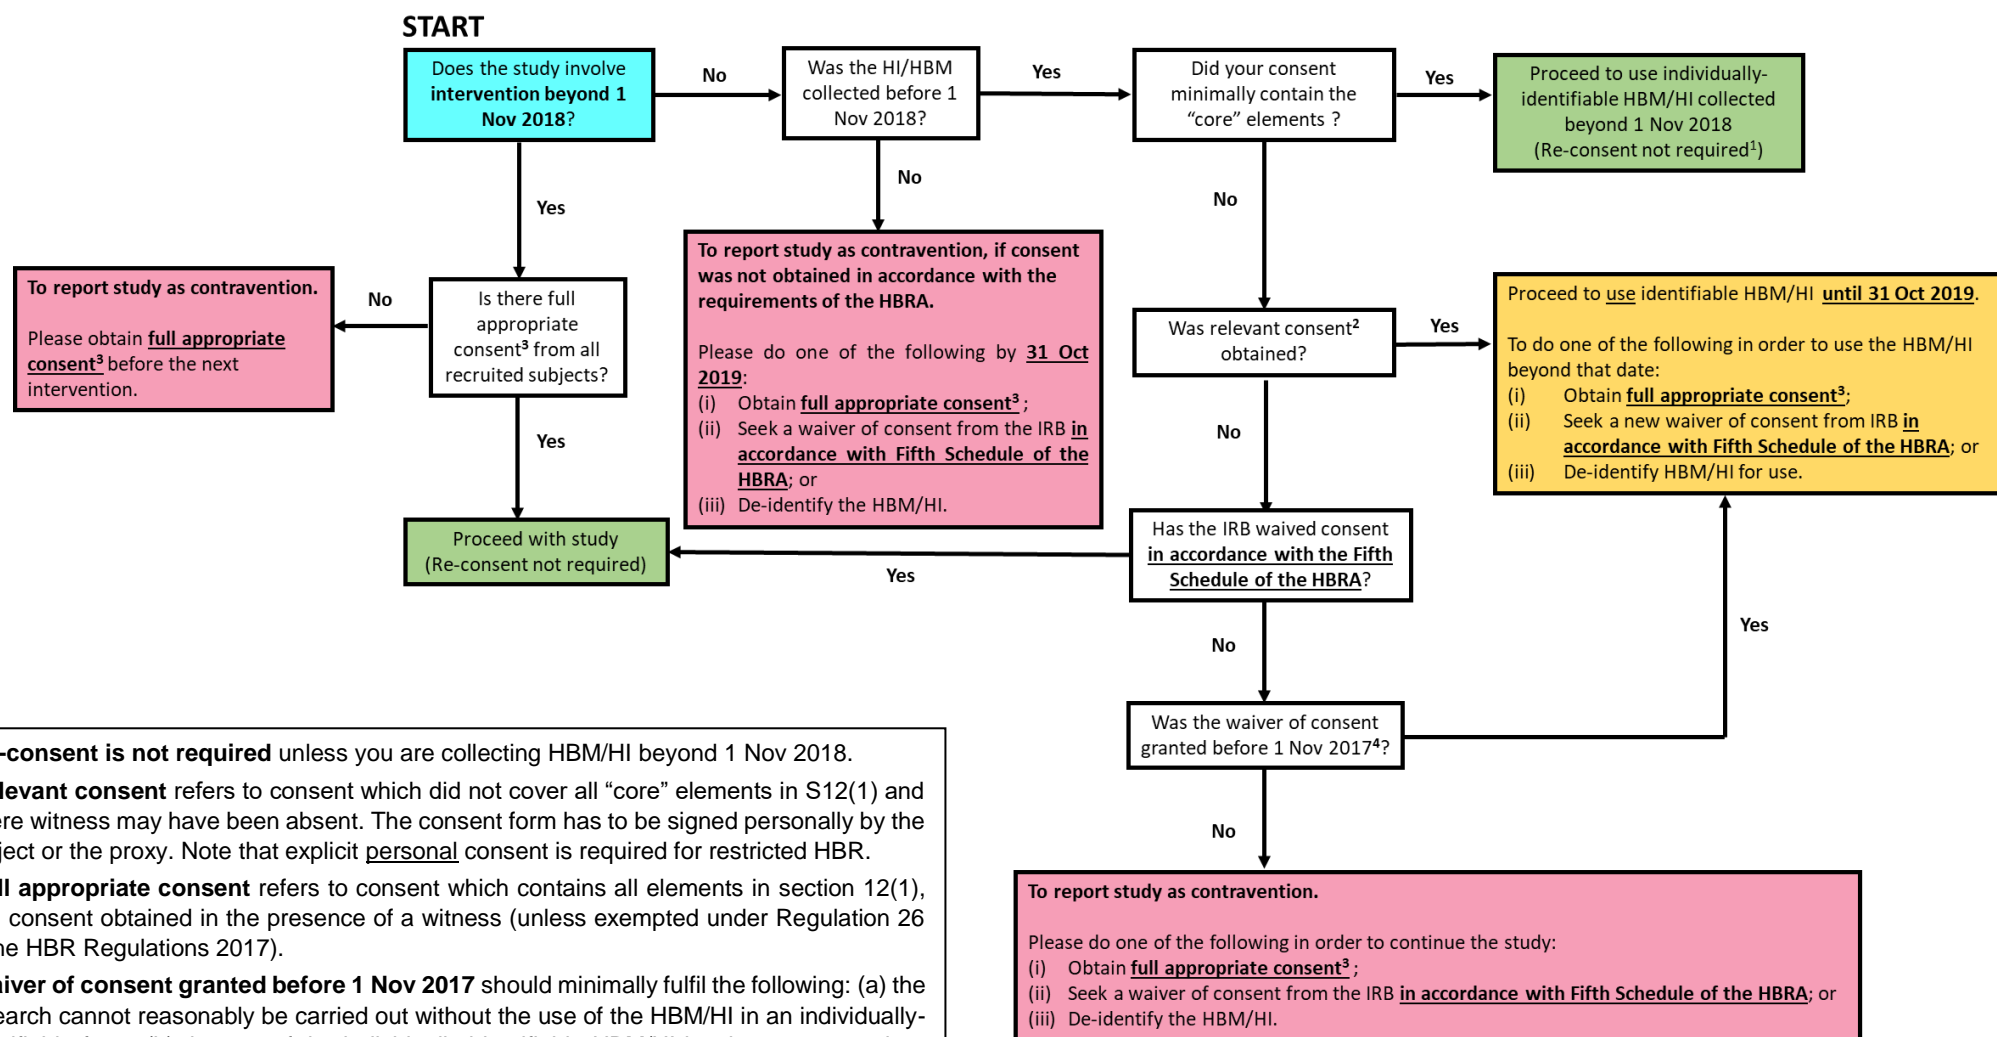 START
Does the study involve
intervention beyond 1
Nov 2018?
No
Was the HI/HBM
collected before 1
Nov 2018?
Yes
Did your consent
minimally contain the
“core” elements ?
Yes
Proceed to use individually-
identifiable HBM/HI collected
beyond 1 Nov 2018
(Re-consent not required¹)
Yes
No
No
To report study as contravention.
Please obtain full appropriate
consent³ before the next
intervention.
No
Is there full
appropriate
consent³ from all
recruited subjects?
To report study as contravention, if consent
was not obtained in accordance with the
requirements of the HBRA.
Please do one of the following by 31 Oct
2019:
(i) Obtain full appropriate consent³ ;
(ii) Seek a waiver of consent from the IRB in
accordance with Fifth Schedule of the
HBRA; or
(iii) De-identify the HBM/HI.
Was relevant consent²
obtained?
Yes
Proceed to use identifiable HBM/HI until 31 Oct 2019.
To do one of the following in order to use the HBM/HI
beyond that date:
(i) Obtain full appropriate consent³;
(ii) Seek a new waiver of consent from IRB in
accordance with Fifth Schedule of the HBRA; or
(iii) De-identify HBM/HI for use.
Yes
No
Proceed with study
(Re-consent not required)
Yes
Has the IRB waived consent
in accordance with the Fifth
Schedule of the HBRA?
No
Yes
Was the waiver of consent
granted before 1 Nov 2017⁴?
No
-consent is not required unless you are collecting HBM/HI beyond 1 Nov 2018.
levant consent refers to consent which did not cover all “core” elements in S12(1) and
ere witness may have been absent. The consent form has to be signed personally by the
ject or the proxy. Note that explicit personal consent is required for restricted HBR.
ll appropriate consent refers to consent which contains all elements in section 12(1),
consent obtained in the presence of a witness (unless exempted under Regulation 26
he HBR Regulations 2017).
aiver of consent granted before 1 Nov 2017 should minimally fulfil the following: (a) the
earch cannot reasonably be carried out without the use of the HBM/HI in an individually-
To report study as contravention.
Please do one of the following in order to continue the study:
(i) Obtain full appropriate consent³ ;
(ii) Seek a waiver of consent from the IRB in accordance with Fifth Schedule of the HBRA; or
(iii) De-identify the HBM/HI.